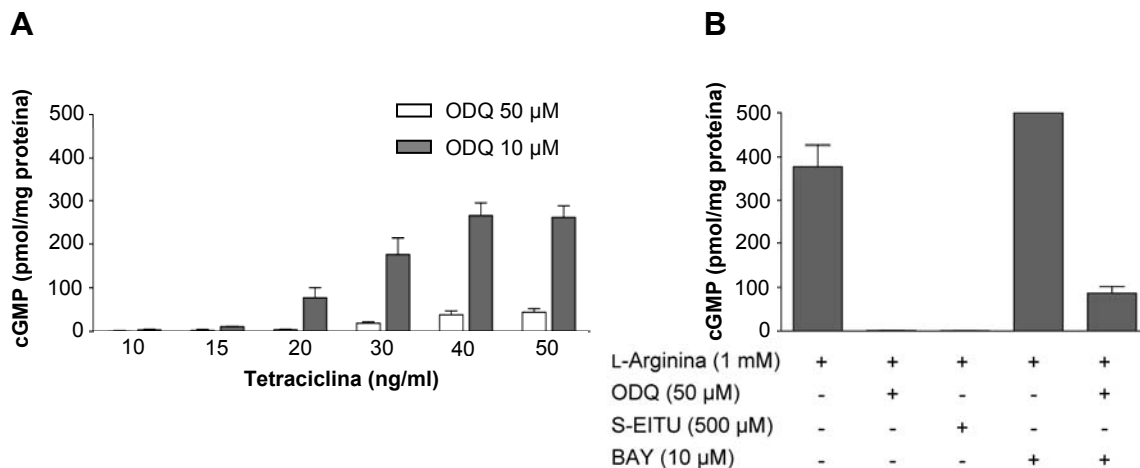 A
cGMP (pmol/mg proteína)
500
400
300
200
100
0
ODQ 50 µM
ODQ 10 µM
10 15 20 30 40 50
Tetraciclina (ng/ml)
B
cGMP (pmol/mg proteína)
500
400
300
200
100
0
L-Arginina (1 mM) + + + + +
ODQ (50 µM) - + - - +
S-EITU (500 µM) - - + - -
BAY (10 µM) - - - + +